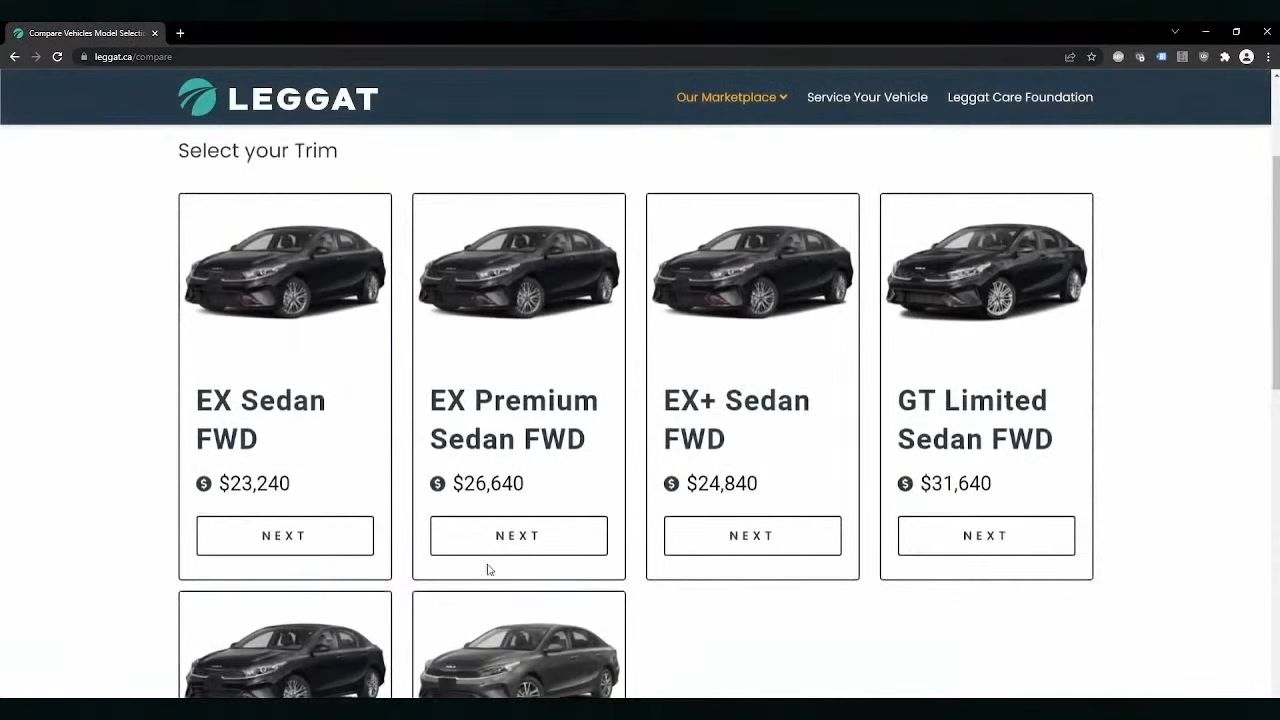 Compare Vehicles Model Selecti
leggat.ca/compare
LEGGAT
Our Marketplace
Service Your Vehicle
Leggat Care Foundation
Select your Trim
EX Sedan
FWD
$23,240
NEXT
EX Premium
Sedan FWD
$26,640
NEXT
EX+ Sedan
FWD
$24,840
NEXT
GT Limited
Sedan FWD
$31,640
NEXT